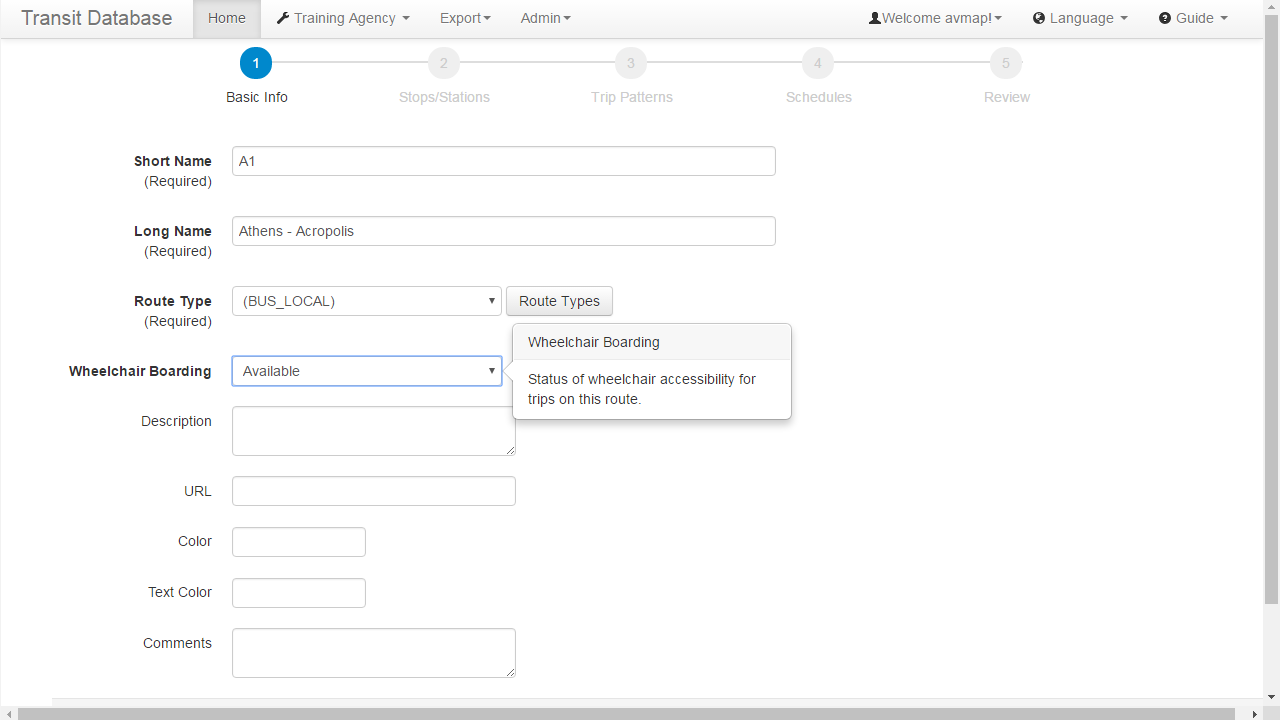 Transit Database Home Training Agency Export Admin Welcome avmap! Language Guide
1 2 3 4 5
Basic Info Stops/Stations Trip Patterns Schedules Review
Short Name A1
(Required)
Long Name Athens - Acropolis
(Required)
Route Type (BUS_LOCAL) Route Types
(Required)
Wheelchair Boarding Available
Wheelchair Boarding
Status of wheelchair accessibility for
trips on this route.
Description
URL
Color
Text Color
Comments